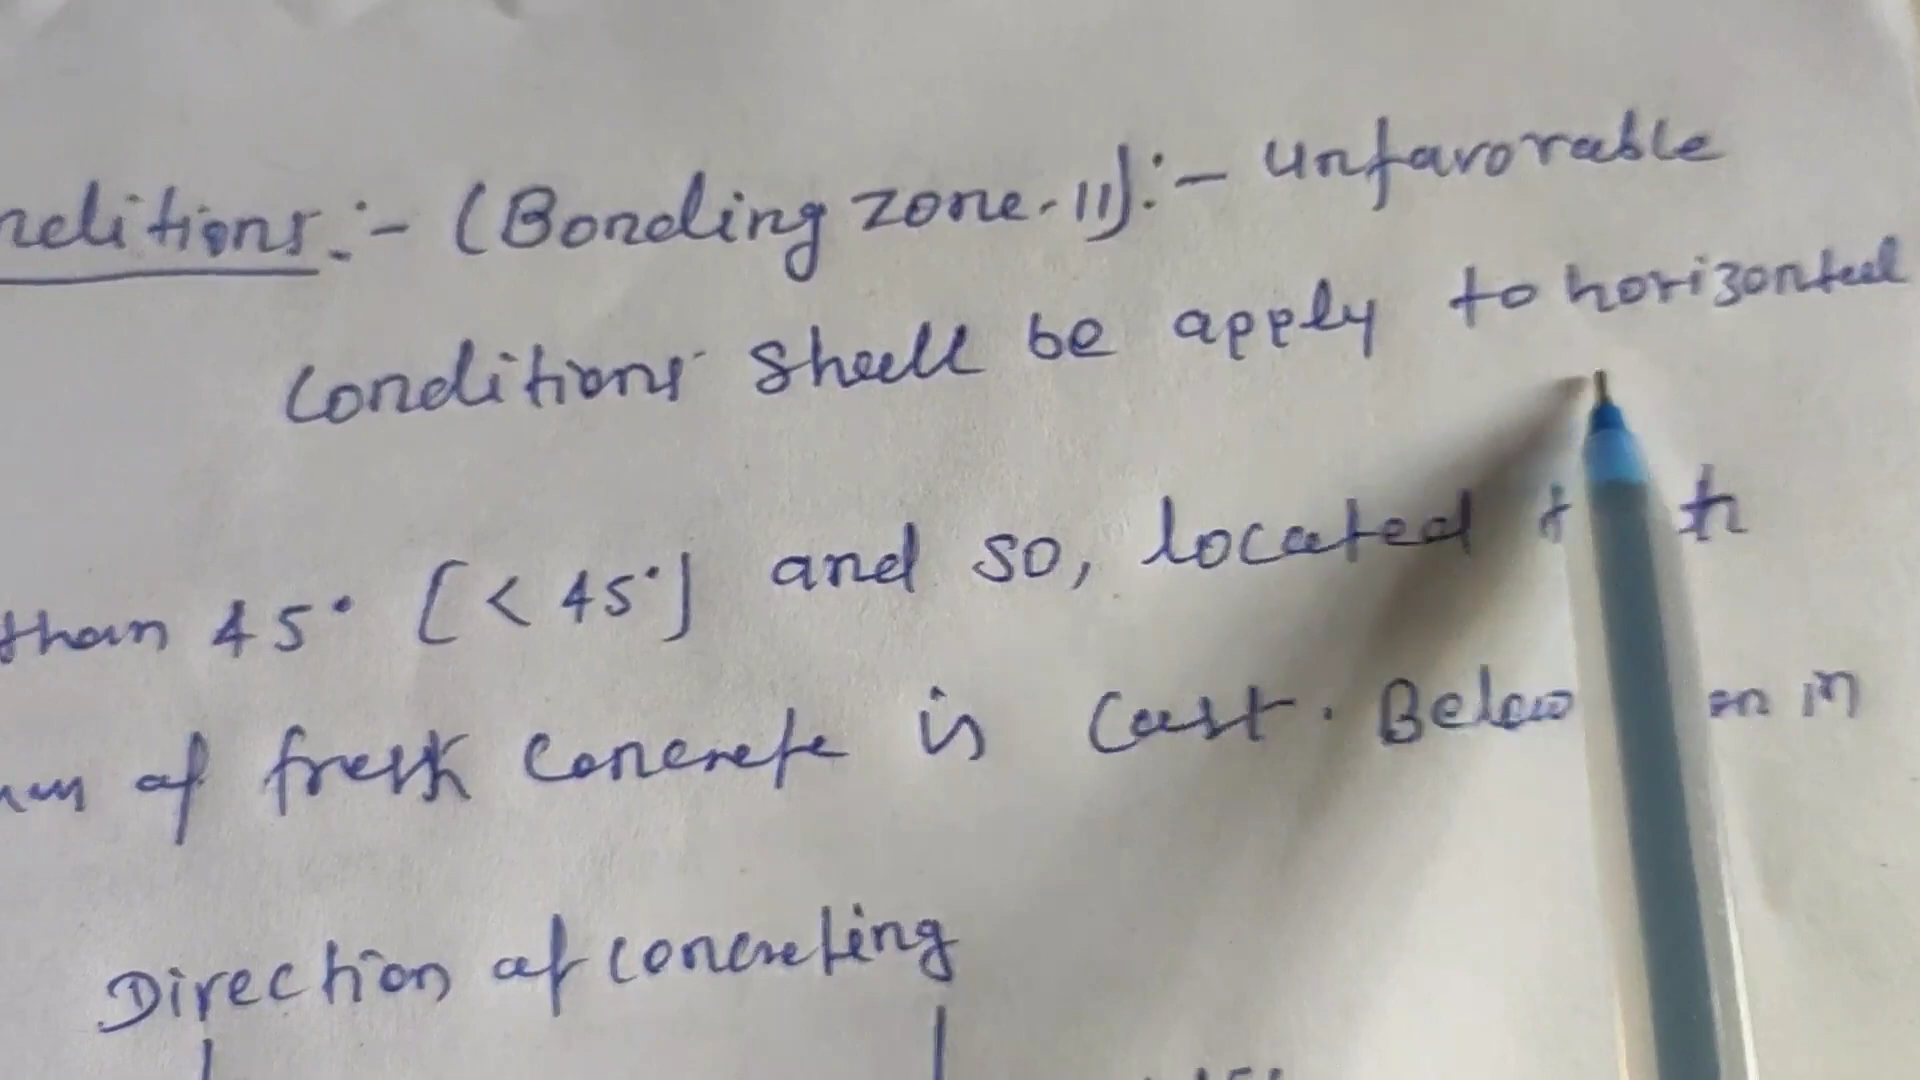 nditions:- (Bonding zone-II):- unfavorable
Conditions shall be apply to horizontal
than 45° [< 45°] and so, located
of fresh concrete is cast. Below in
Direction of concreting